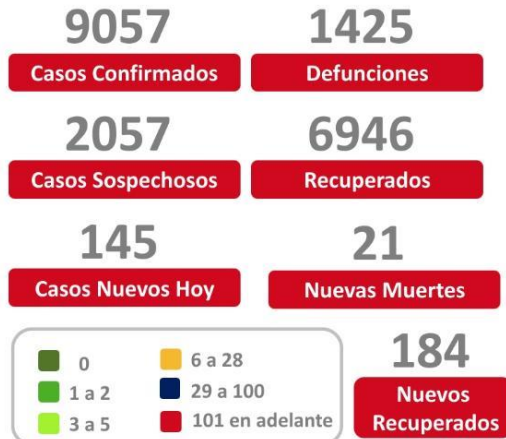 9057
Casos Confirmados
1425
Defunciones
2057
Casos Sospechosos
6946
Recuperados
145
Casos Nuevos Hoy
21
Nuevas Muertes
0
1 a 2
3 a 5
6 a 28
29 a 100
101 en adelante
184
Nuevos
Recuperados